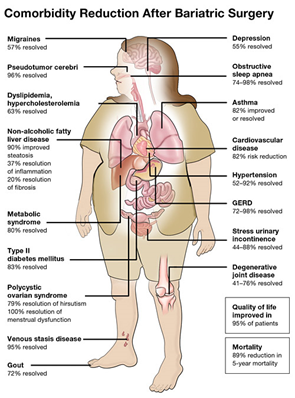 Comorbidity Reduction After Bariatric Surgery
Migraines
57% resolved
Pseudotumor cerebri
96% resolved
Dyslipidemia,
hypercholesterolemia
63% resolved
Non-alcoholic fatty
liver disease
90% improved
steatosis
37% resolution
of inflammation
20% resolution
of fibrosis
Metabolic
syndrome
80% resolved
Type II
diabetes mellitus
83% resolved
Polycystic
ovarian syndrome
79% resolution of hirsutism
100% resolution of
menstrual dysfunction
Venous stasis disease
95% resolved
Gout
72% resolved
Depression
55% resolved
Obstructive
sleep apnea
74–98% resolved
Asthma
82% improved
or resolved
Cardiovascular
disease
82% risk reduction
Hypertension
52–92% resolved
GERD
72–98% resolved
Stress urinary
incontinence
44–88% resolved
Degenerative
joint disease
41–76% resolved
Quality of life
improved in
95% of patients
Mortality
89% reduction in
5-year mortality